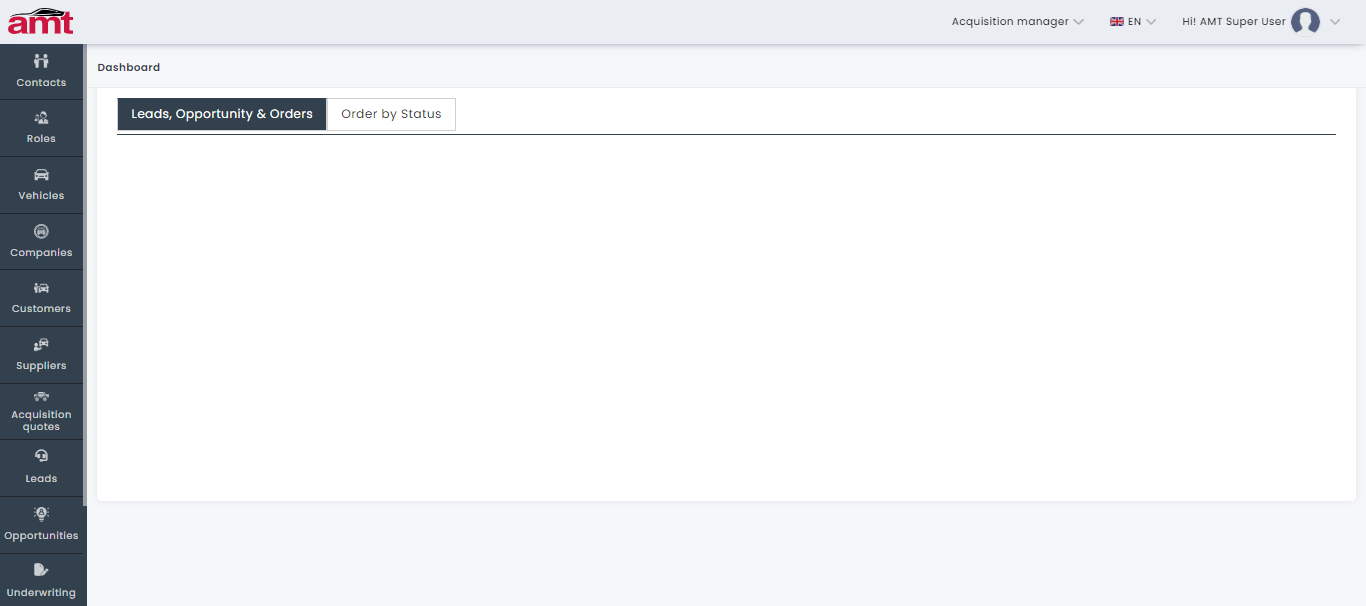 amt
Acquisition manager
EN
Hi! AMT Super User
Contacts
Roles
Vehicles
Companies
Customers
Suppliers
Acquisition
quotes
Leads
Opportunities
Underwriting
Dashboard
Leads, Opportunity & Orders
Order by Status